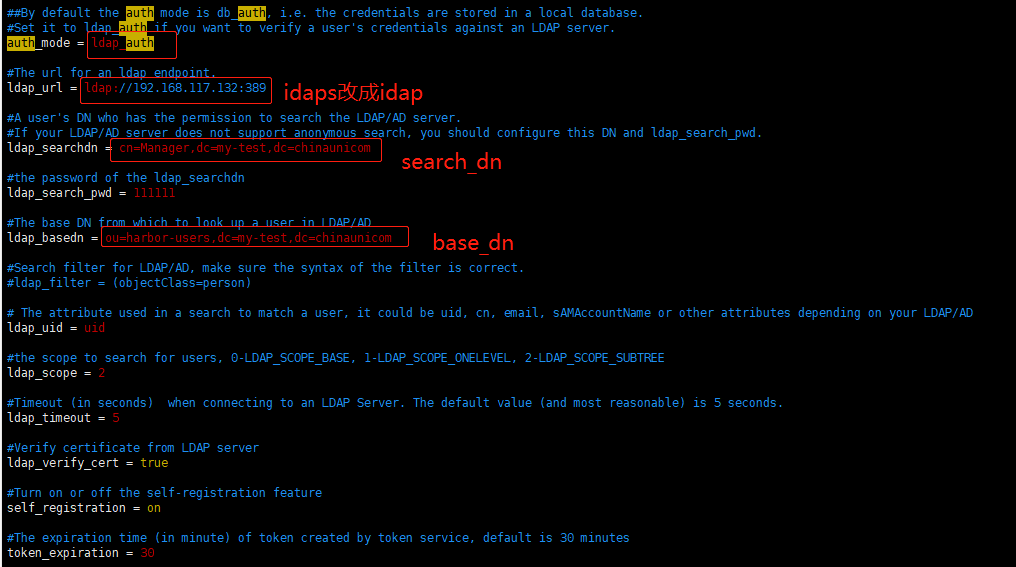 ##By default the auth mode is db_auth, i.e. the credentials are stored in a local database.
#Set it to ldap_auth if you want to verify a user's credentials against an LDAP server.
auth_mode = ldap_auth
#The url for an ldap endpoint.
ldap_url = ldap://192.168.117.132:389
idaps改成idap
#A user's DN who has the permission to search the LDAP/AD server.
#If your LDAP/AD server does not support anonymous search, you should configure this DN and ldap_search_pwd.
ldap_searchdn = cn=Manager,dc=my-test,dc=chinaunicom
search_dn
#the password of the ldap_searchdn
ldap_search_pwd = 111111
#The base DN from which to look up a user in LDAP/AD
ldap_basedn = ou=harbor-users,dc=my-test,dc=chinaunicom
base_dn
#Search filter for LDAP/AD, make sure the syntax of the filter is correct.
#ldap_filter = (objectClass=person)
# The attribute used in a search to match a user, it could be uid, cn, email, sAMAccountName or other attributes depending on your LDAP/AD
ldap_uid = uid
#the scope to search for users, 0-LDAP_SCOPE_BASE, 1-LDAP_SCOPE_ONELEVEL, 2-LDAP_SCOPE_SUBTREE
ldap_scope = 2
#Timeout (in seconds)  when connecting to an LDAP Server. The default value (and most reasonable) is 5 seconds.
ldap_timeout = 5
#Verify certificate from LDAP server
ldap_verify_cert = true
#Turn on or off the self-registration feature
self_registration = on
#The expiration time (in minute) of token created by token service, default is 30 minutes
token_expiration = 30